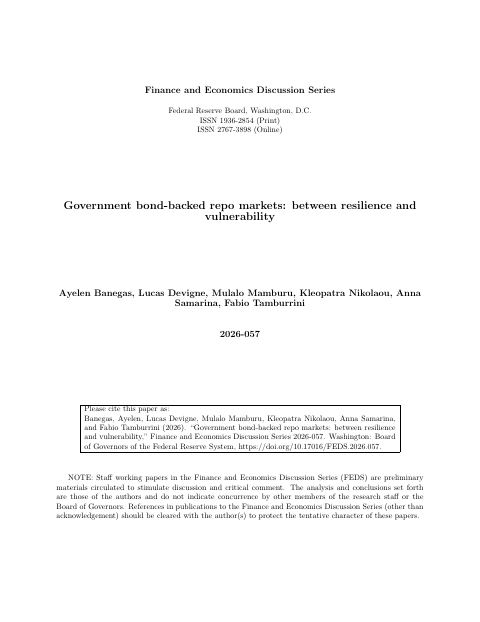 Finance and Economics Discussion Series
Federal Reserve Board, Washington, D.C.
ISSN 1936-2854 (Print)
ISSN 2767-3898 (Online)
Government bond-backed repo markets: between resilience and
vulnerability
Ayelen Banegas, Lucas Devigne, Mulalo Mamburu, Kleopatra Nikolaou, Anna
Samarina, Fabio Tamburrini
2026-057
Please cite this paper as:
Banegas, Ayelen, Lucas Devigne, Mulalo Mamburu, Kleopatra Nikolaou, Anna Samarina,
and Fabio Tamburrini (2026). “Government bond-backed repo markets: between resilience
and vulnerability,” Finance and Economics Discussion Series 2026-057. Washington: Board
of Governors of the Federal Reserve System, https://doi.org/10.17016/FEDS.2026.057.
NOTE: Staff working papers in the Finance and Economics Discussion Series (FEDS) are preliminary
materials circulated to stimulate discussion and critical comment. The analysis and conclusions set forth
are those of the authors and do not indicate concurrence by other members of the research staff or the
Board of Governors. References in publications to the Finance and Economics Discussion Series (other than
acknowledgement) should be cleared with the author(s) to protect the tentative character of these papers.